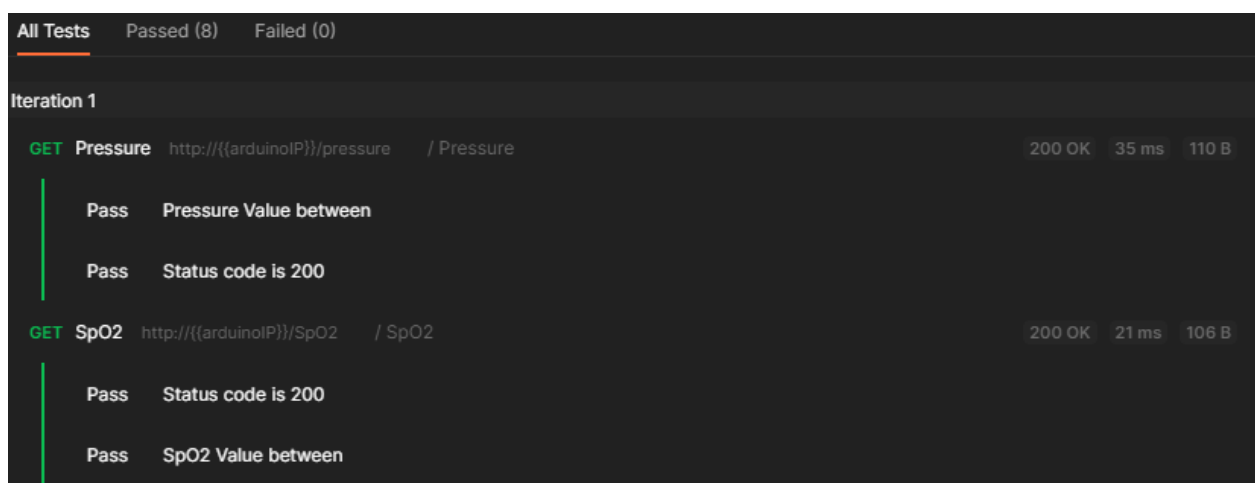 All Tests Passed (8) Failed (0)
Iteration 1
GET Pressure http://{{arduinoIP}}/pressure / Pressure 200 OK 35 ms 110 B
Pass Pressure Value between
Pass Status code is 200
GET SpO2 http://{{arduinoIP}}/SpO2 / SpO2 200 OK 21 ms 106 B
Pass Status code is 200
Pass SpO2 Value between